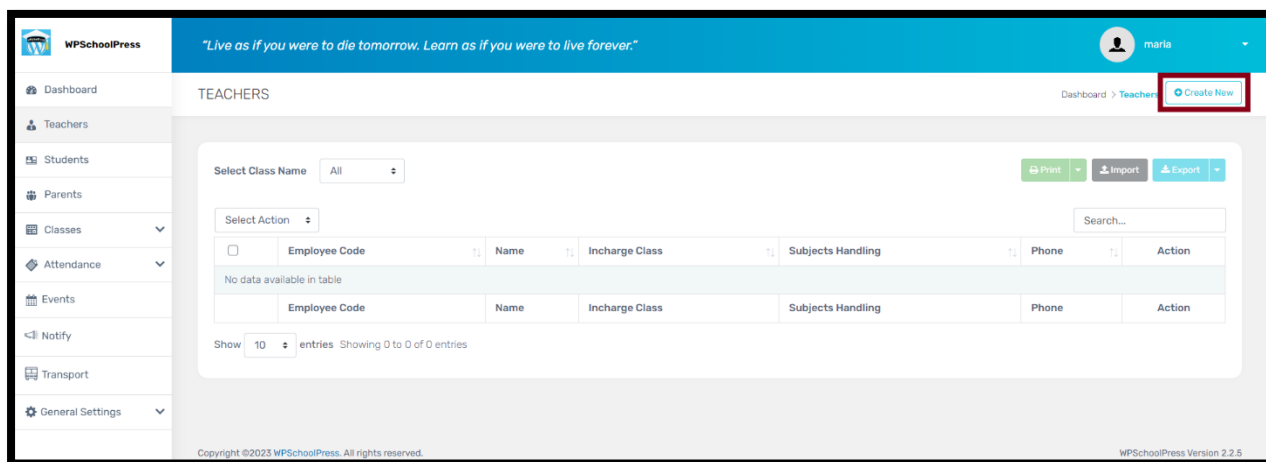 WPSchoolPress
"Live as if you were to die tomorrow. Learn as if you were to live forever."
maria
Dashboard
TEACHERS
Dashboard > Teachers
Create New
Teachers
Students
Parents
Classes
Attendance
Events
Notify
Transport
General Settings
Select Class Name All
Print
Import
Export
Select Action
Search...
Employee Code Name Incharge Class Subjects Handling Phone Action
No data available in table
Employee Code Name Incharge Class Subjects Handling Phone Action
Show 10 entries Showing 0 to 0 of 0 entries
Copyright ©2023 WPSchoolPress. All rights reserved.
WPSchoolPress Version 2.2.5